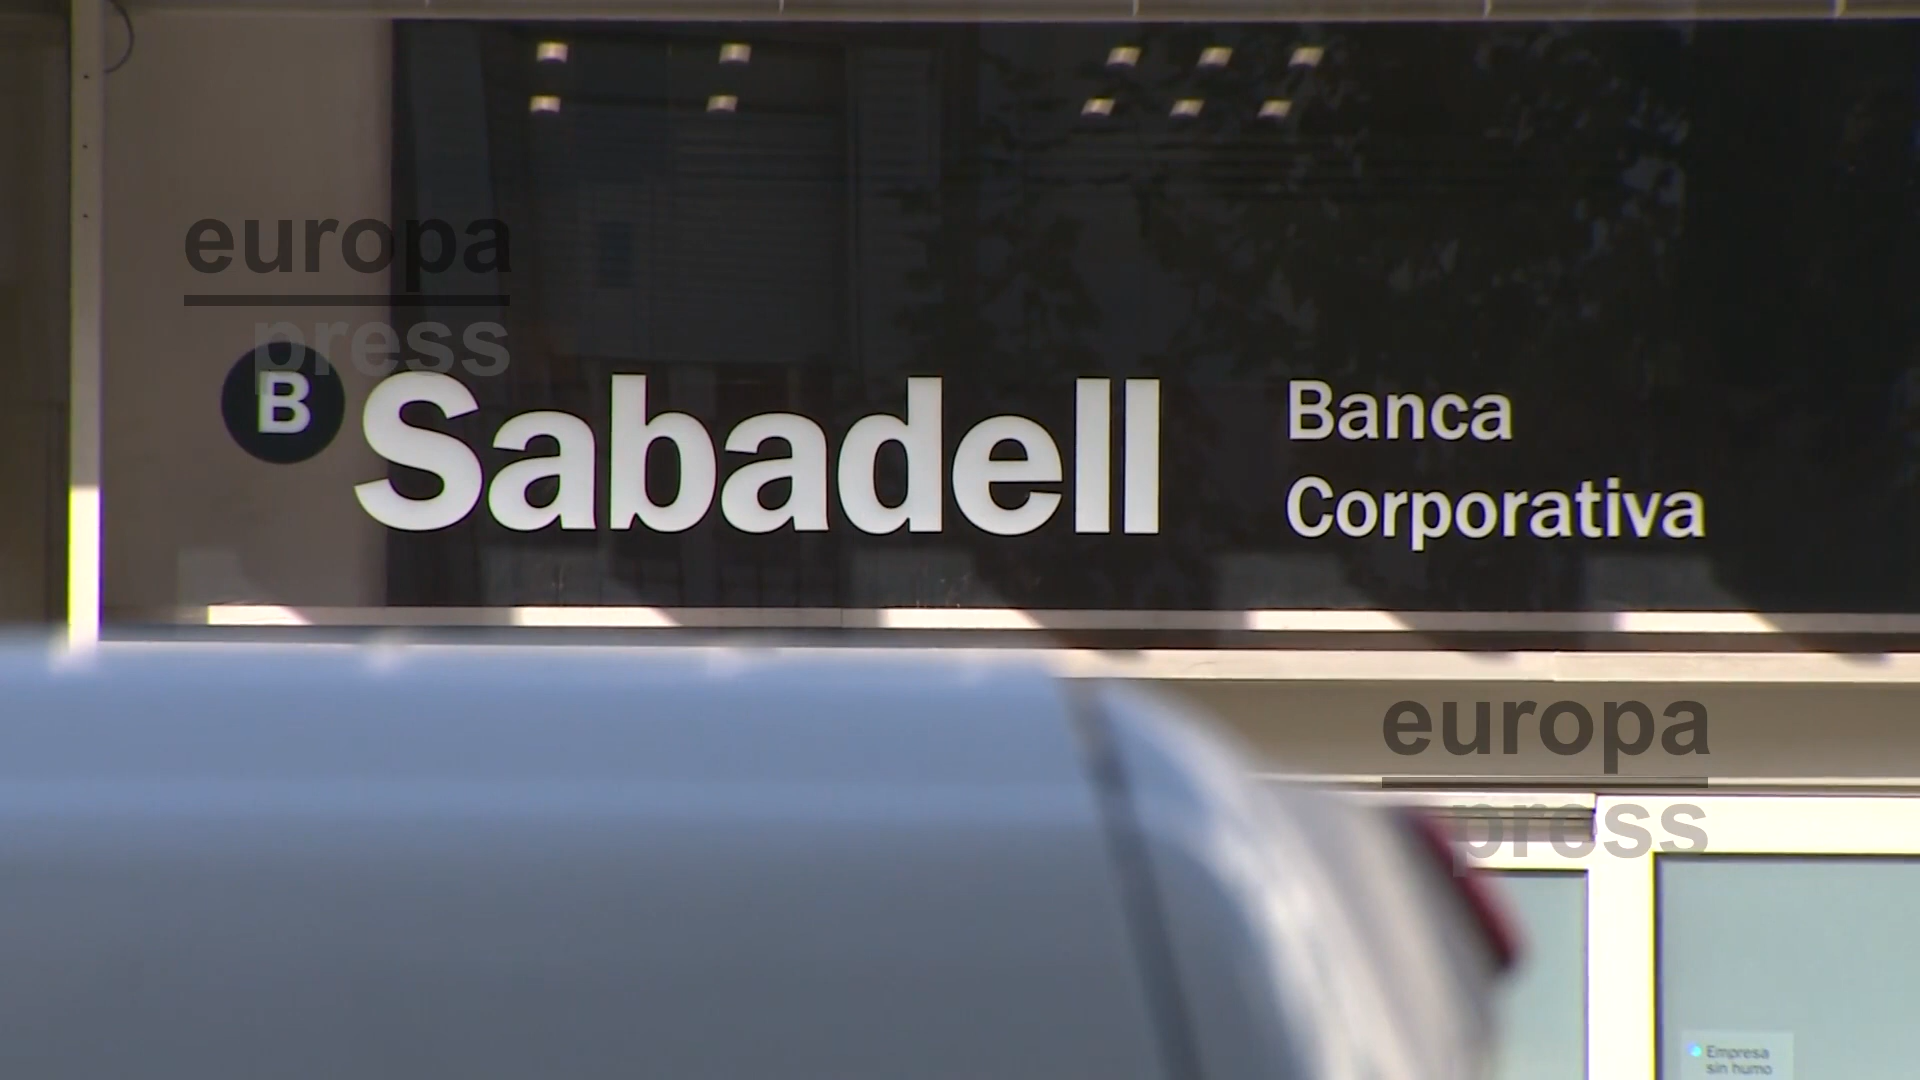 europa
press
B Sabadell
Banca
Corporativa
europa
press
Empresa
sin humo